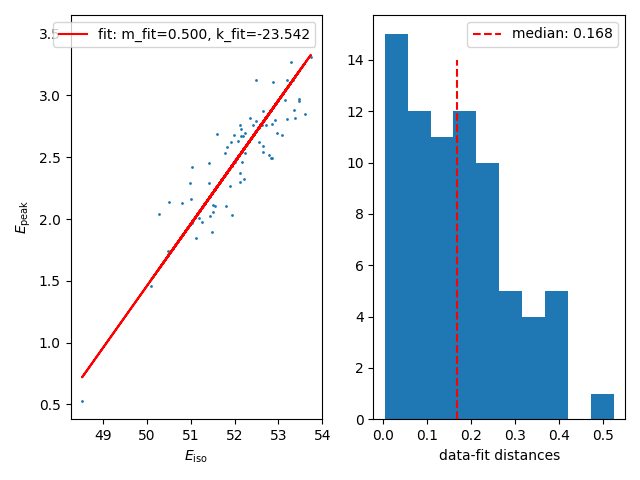 fit: m_fit=0.500, k_fit=-23.542
3.5
3.0
2.5
2.0
1.5
1.0
0.5
E_peak
49 50 51 52 53 54
E_iso
median: 0.168
14
12
10
8
6
4
2
0
0.0 0.1 0.2 0.3 0.4 0.5
data-fit distances